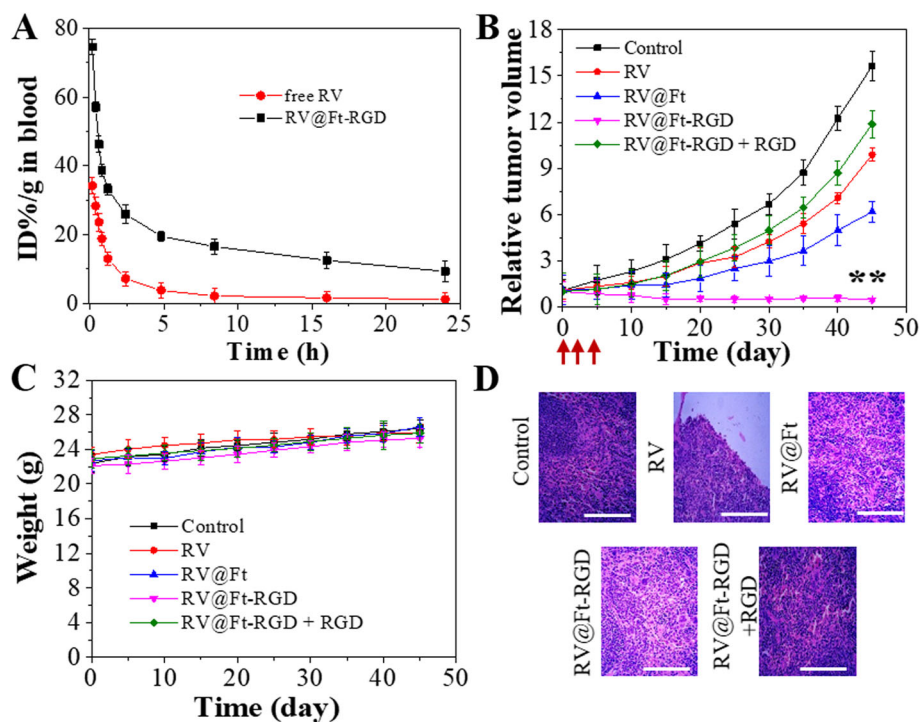 A
ID%/g in blood
80
60
40
20
0
free RV
RV@Ft-RGD
0 5 10 15 20 25
Time (h)
B
Relative tumor volume
18
15
12
9
6
3
0
Control
RV
RV@Ft
RV@Ft-RGD
RV@Ft-RGD + RGD
**
0 10 20 30 40 50
Time (day)
C
Weight (g)
32
28
24
20
16
12
8
4
0
Control
RV
RV@Ft
RV@Ft-RGD
RV@Ft-RGD + RGD
0 10 20 30 40 50
Time (day)
D
Control
RV
RV@Ft
RV@Ft-RGD
RV@Ft-RGD
+RGD